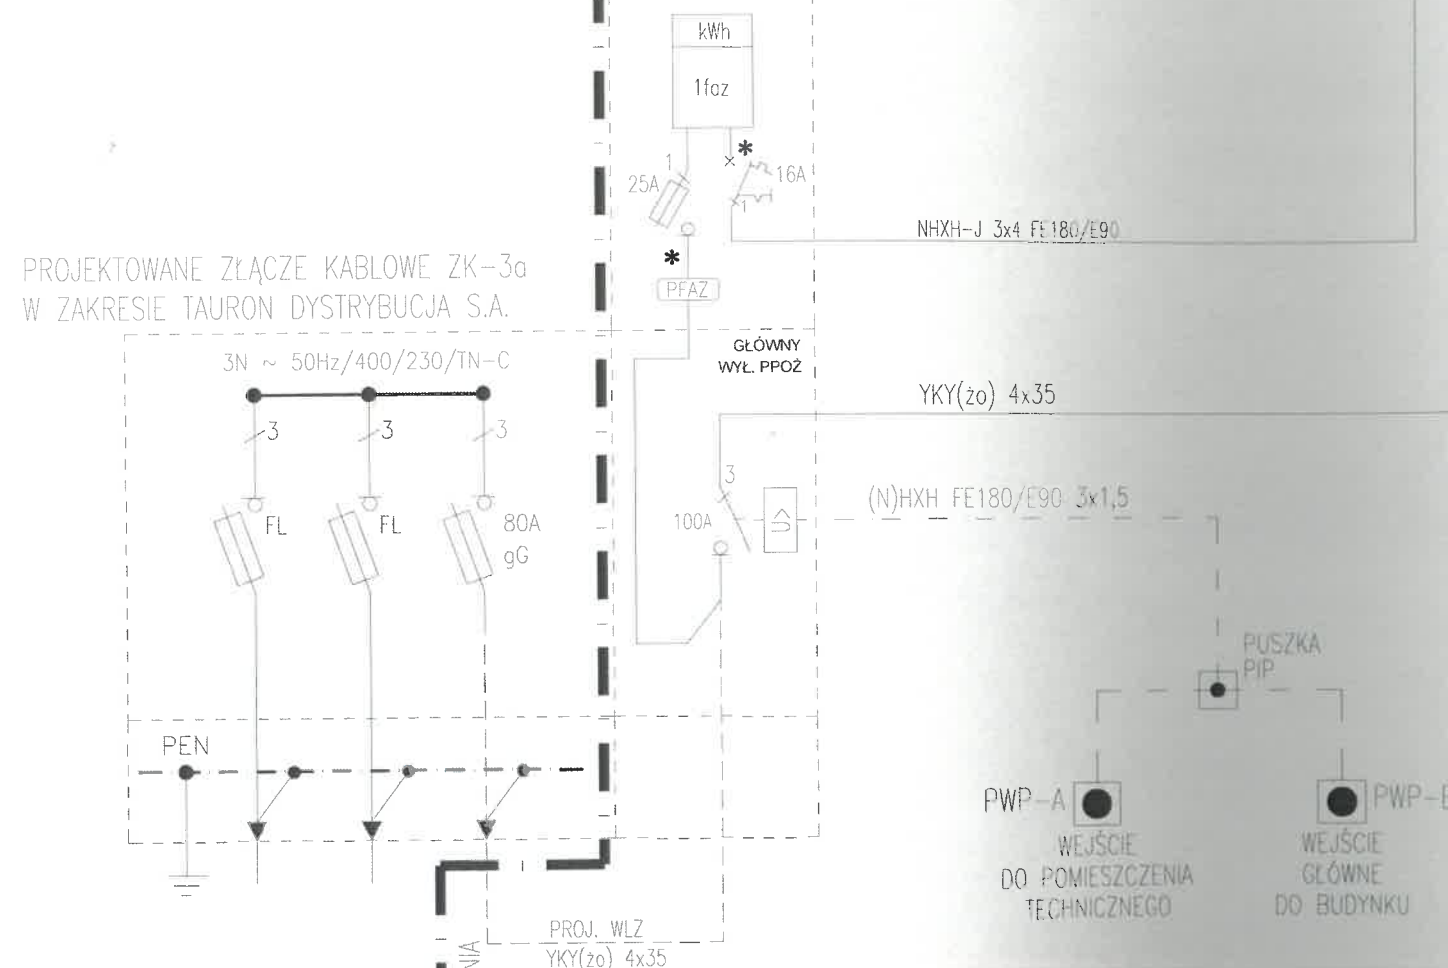 kWh
1faz
*
1
25A
16A
1
NHXH-J 3x4 FE180/E90
*
PROJEKTOWANE ZŁĄCZE KABLOWE ZK-3a
W ZAKRESIE TAURON DYSTRYBUCJA S.A.
PFAZ
GŁÓWNY
WYŁ. PPOŻ
3N ~ 50Hz/400/230/TN-C
YKY(żo) 4x35
3
3
3
3
(N)HXH FE180/E90 3x1,5
FL
FL
80A
gG
100A
U>
PUSZKA
PIP
PEN
PWP-A
PWP-
WEJŚCIE
DO POMIESZCZENIA
TECHNICZNEGO
WEJŚCIE
GŁÓWNE
DO BUDYNKU
PROJ. WLZ
YKY(żo) 4x35